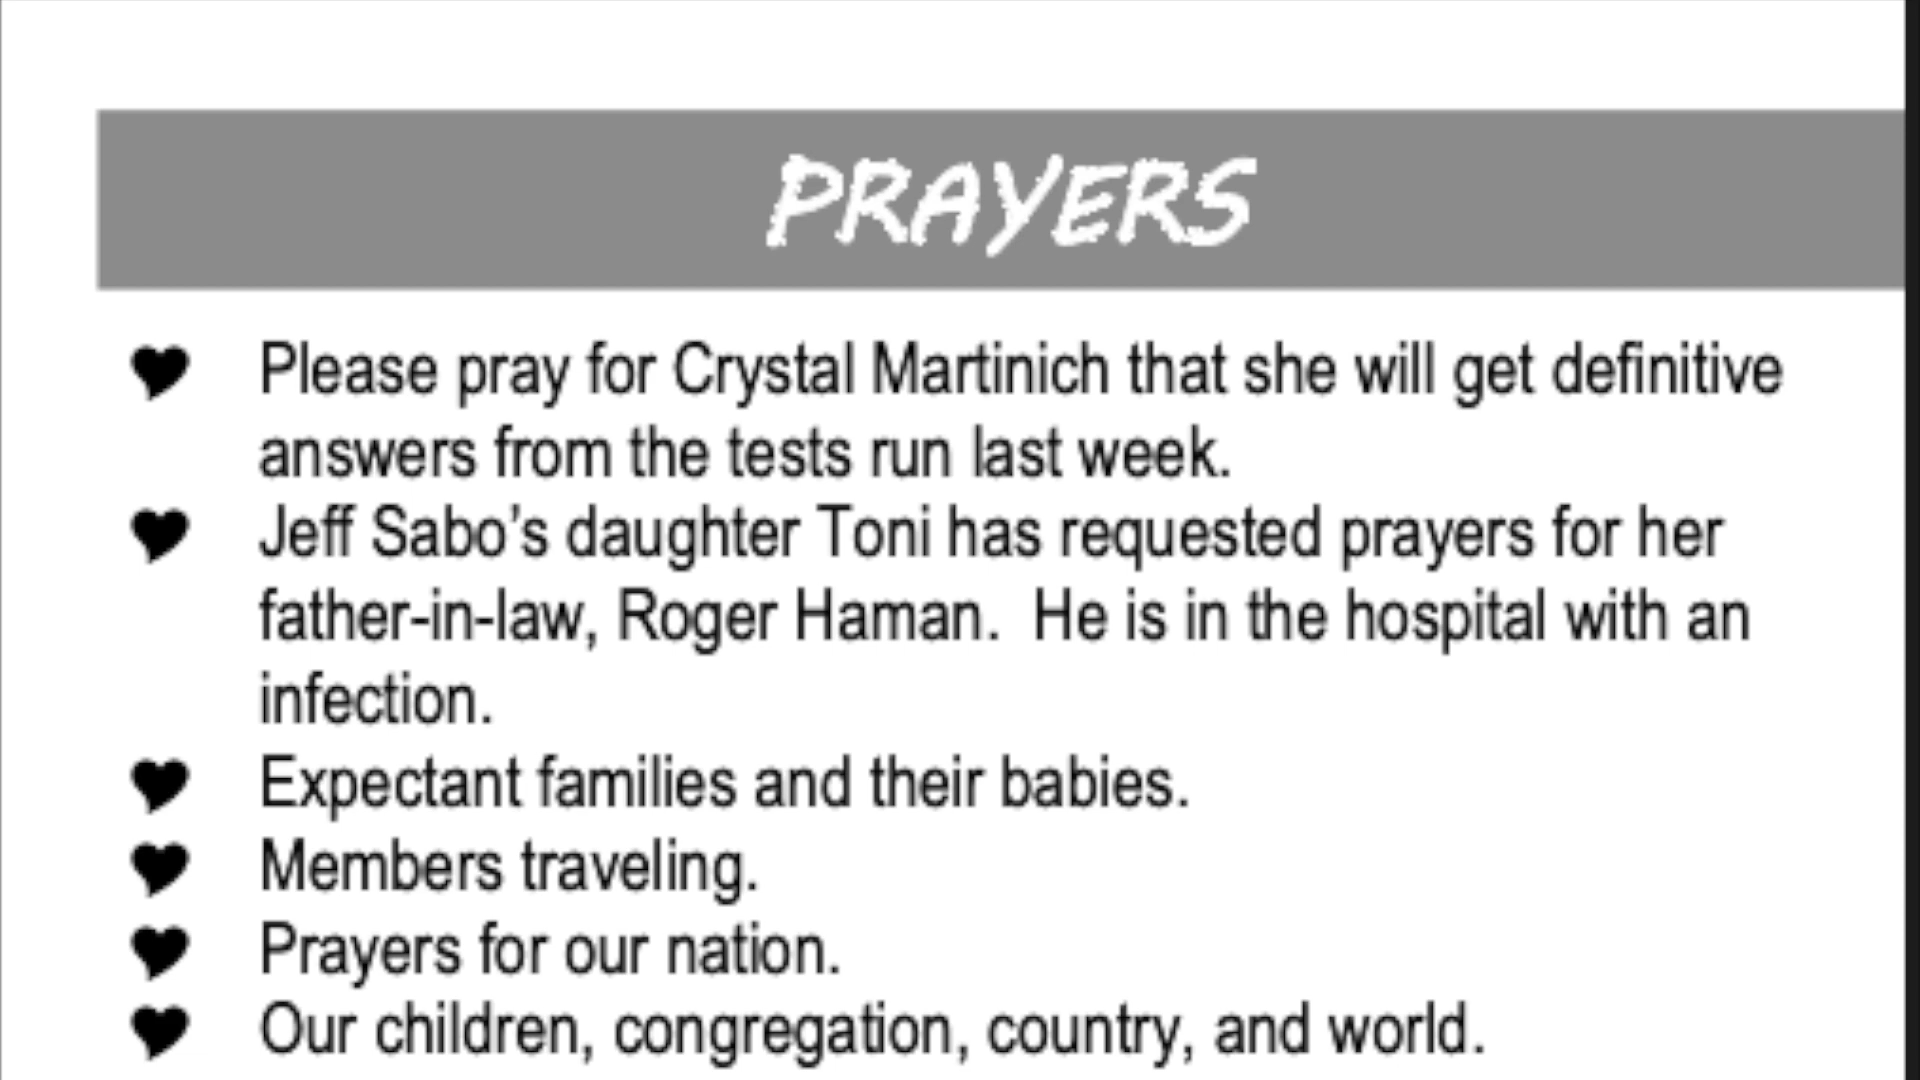 PRAYERS
Please pray for Crystal Martinich that she will get definitive
answers from the tests run last week.
Jeff Sabo’s daughter Toni has requested prayers for her
father-in-law, Roger Haman.  He is in the hospital with an
infection.
Expectant families and their babies.
Members traveling.
Prayers for our nation.
Our children, congregation, country, and world.